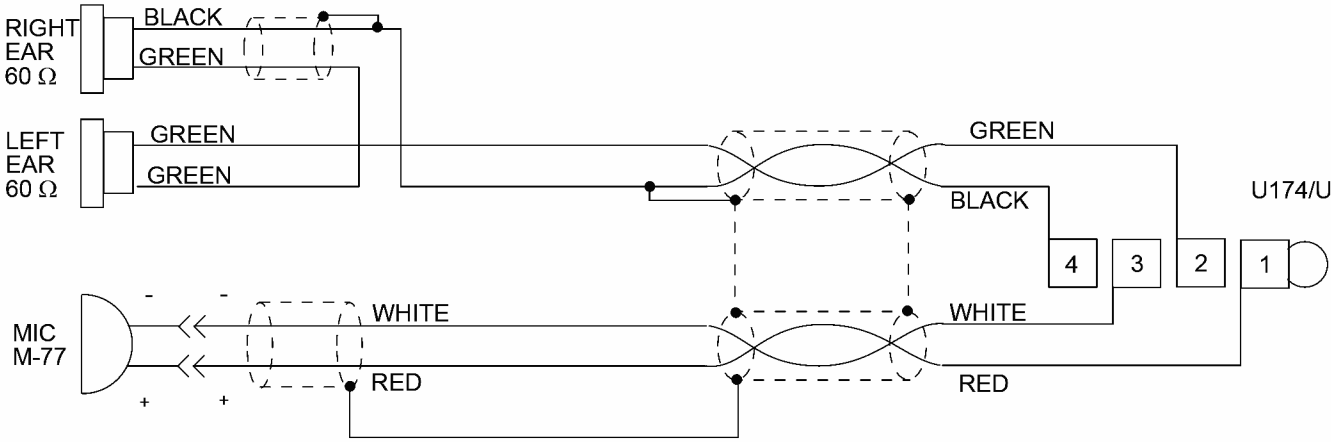 RIGHT
EAR
60 Ω
BLACK
GREEN
LEFT
EAR
60 Ω
GREEN
GREEN
GREEN
BLACK
U174/U
4
3
2
1
MIC
M-77
-
-
+
+
WHITE
RED
WHITE
RED